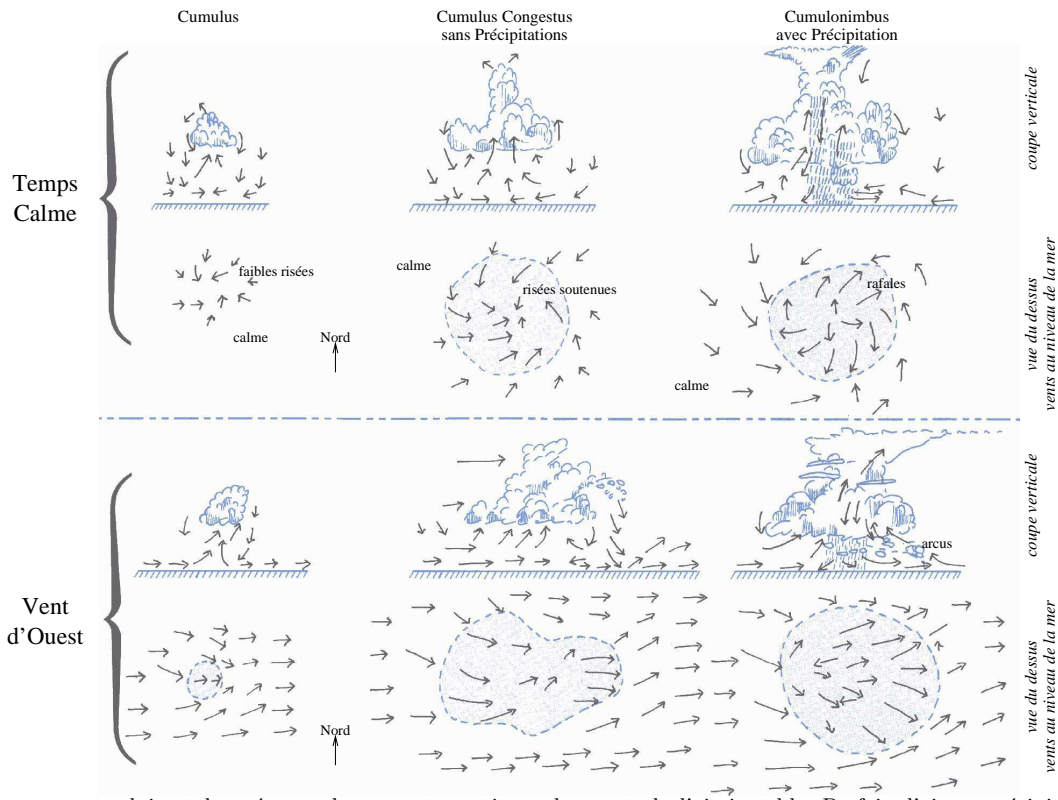 Cumulus
Cumulus Congestus
sans Précipitations
Cumulonimbus
avec Précipitation
coupe verticale
Temps
Calme
faibles risées
calme
Nord
calme
risées soutenues
rafales
calme
vue du dessus
vents au niveau de la mer
coupe verticale
arcus
Vent
d'Ouest
Nord
vue du dessus
vents au niveau de la mer